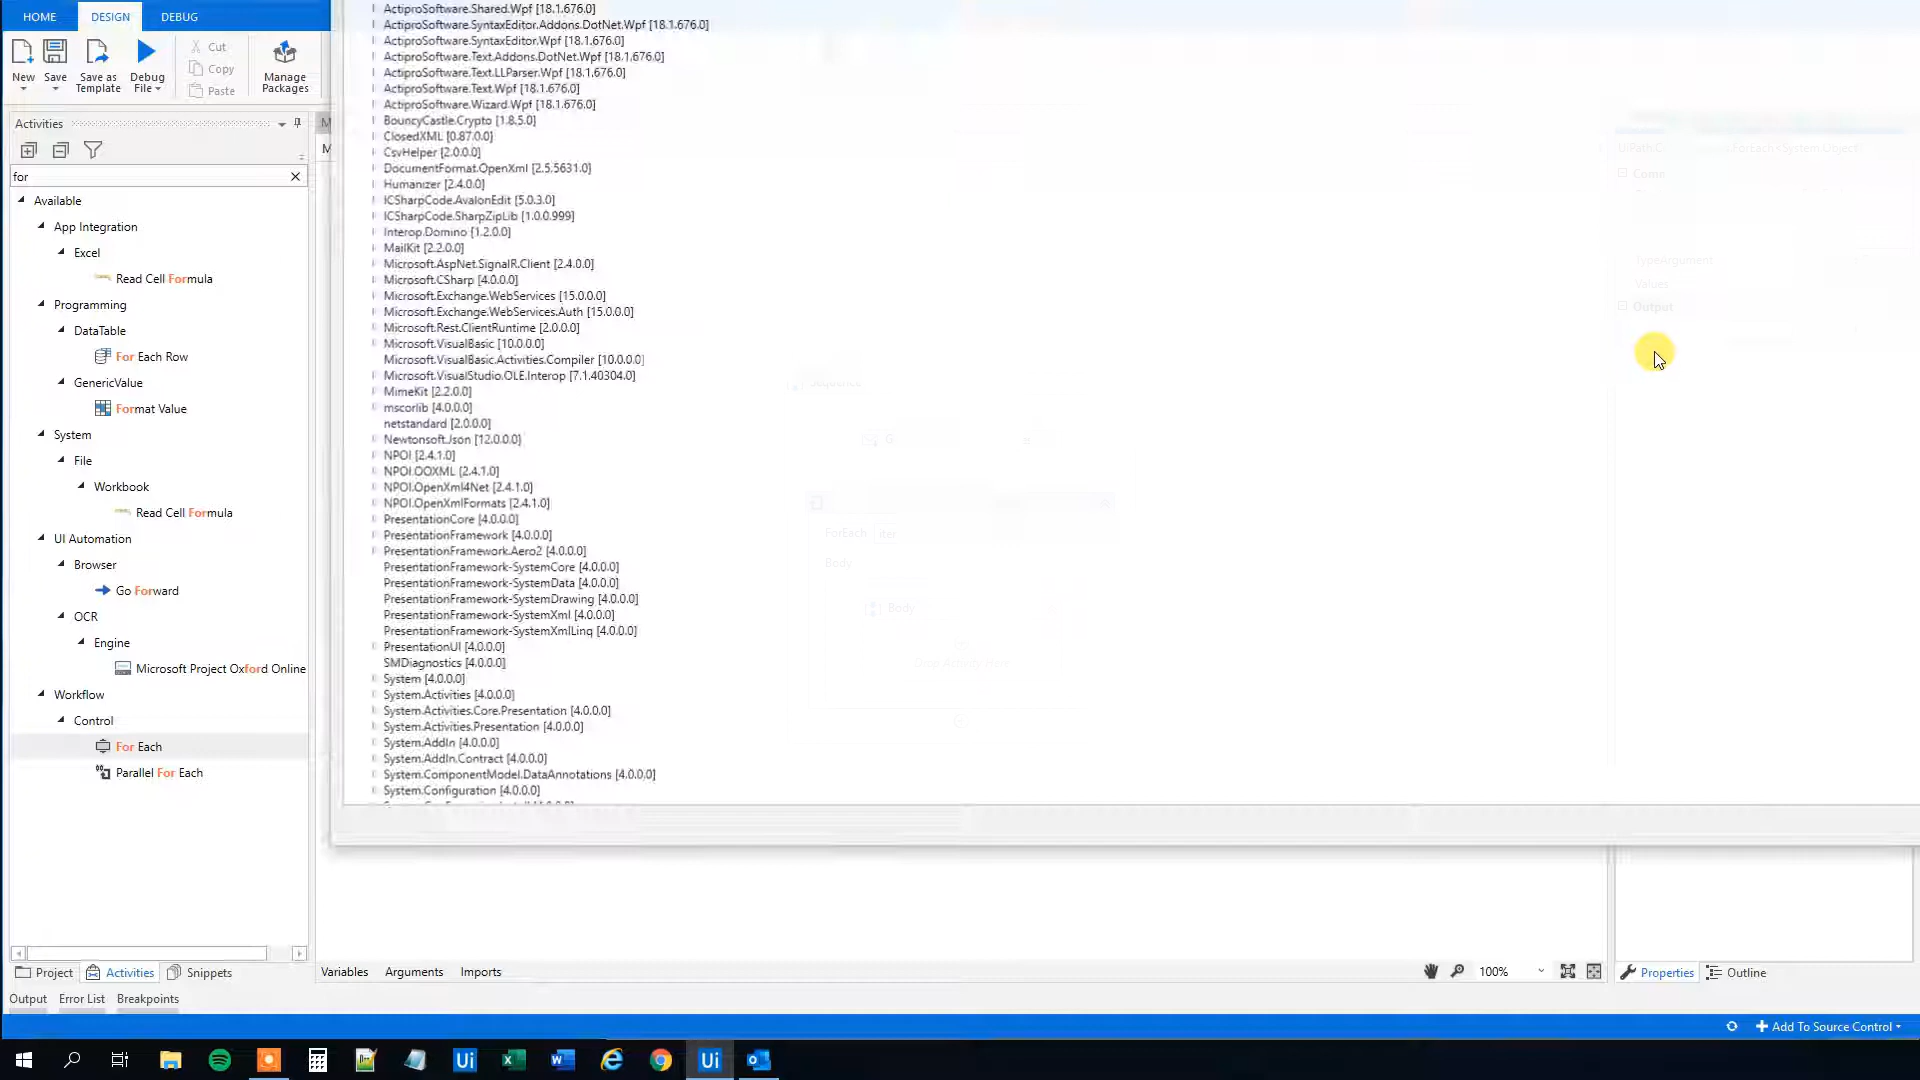 HOME
DESIGN
DEBUG
New
Save
Save as
Template
Debug
File
Cut
Copy
Paste
Manage
Packages
Activities
for
Available
App Integration
Excel
Read Cell Formula
Programming
DataTable
For Each Row
GenericValue
Format Value
System
File
Workbook
Read Cell Formula
UI Automation
Browser
Go Forward
OCR
Engine
Microsoft Project Oxford Online
Workflow
Control
For Each
Parallel For Each
Project
Activities
Snippets
Output
Error List
Breakpoints
ActiproSoftware.Shared.Wpf [18.1.676.0]
ActiproSoftware.SyntaxEditor.Addons.DotNet.Wpf [18.1.676.0]
ActiproSoftware.SyntaxEditor.Wpf [18.1.676.0]
ActiproSoftware.Text.Addons.DotNet.Wpf [18.1.676.0]
ActiproSoftware.Text.LLParser.Wpf [18.1.676.0]
ActiproSoftware.Text.Wpf [18.1.676.0]
ActiproSoftware.Wizard.Wpf [18.1.676.0]
BouncyCastle.Crypto [1.8.5.0]
ClosedXML [0.87.0.0]
CsvHelper [2.0.0.0]
DocumentFormat.OpenXml [2.5.5631.0]
Humanizer [2.4.0.0]
ICSharpCode.AvalonEdit [5.0.3.0]
ICSharpCode.SharpZipLib [1.0.0.999]
Interop.Domino [1.2.0.0]
MailKit [2.2.0.0]
Microsoft.AspNet.SignalR.Client [2.4.0.0]
Microsoft.CSharp [4.0.0.0]
Microsoft.Exchange.WebServices [15.0.0.0]
Microsoft.Exchange.WebServices.Auth [15.0.0.0]
Microsoft.Rest.ClientRuntime [2.0.0.0]
Microsoft.VisualBasic [10.0.0.0]
Microsoft.VisualBasic.Activities.Compiler [10.0.0.0]
Microsoft.VisualStudio.OLE.Interop [7.1.40304.0]
MimeKit [2.2.0.0]
mscorlib [4.0.0.0]
netstandard [2.0.0.0]
Newtonsoft.Json [12.0.0.0]
NPOI [2.4.1.0]
NPOI.OOXML [2.4.1.0]
NPOI.OpenXml4Net [2.4.1.0]
NPOI.OpenXmlFormats [2.4.1.0]
PresentationCore [4.0.0.0]
PresentationFramework [4.0.0.0]
PresentationFramework.Aero2 [4.0.0.0]
PresentationFramework-SystemCore [4.0.0.0]
PresentationFramework-SystemData [4.0.0.0]
PresentationFramework-SystemDrawing [4.0.0.0]
PresentationFramework-SystemXml [4.0.0.0]
PresentationFramework-SystemXmlLinq [4.0.0.0]
PresentationUI [4.0.0.0]
SMDiagnostics [4.0.0.0]
System [4.0.0.0]
System.Activities [4.0.0.0]
System.Activities.Core.Presentation [4.0.0.0]
System.Activities.Presentation [4.0.0.0]
System.AddIn [4.0.0.0]
System.AddIn.Contract [4.0.0.0]
System.ComponentModel.DataAnnotations [4.0.0.0]
System.Configuration [4.0.0.0]
Sequence
ForEach
Body
Body
Drop Activity Here
TypeArgument
Values
Output
Variables
Arguments
Imports
100%
Properties
Outline
Add To Source Control